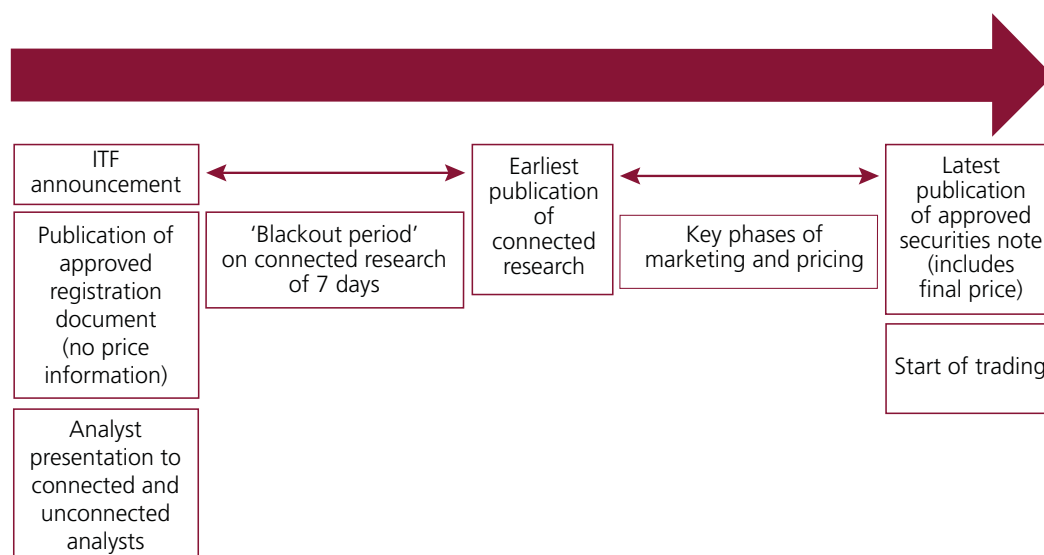 ITF
announcement
Publication of
approved
registration
document
(no price
information)
Analyst
presentation to
connected and
unconnected
analysts
‘Blackout period’
on connected research
of 7 days
Earliest
publication
of
connected
research
Key phases of
marketing and pricing
Latest
publication
of approved
securities note
(includes
final price)
Start of trading